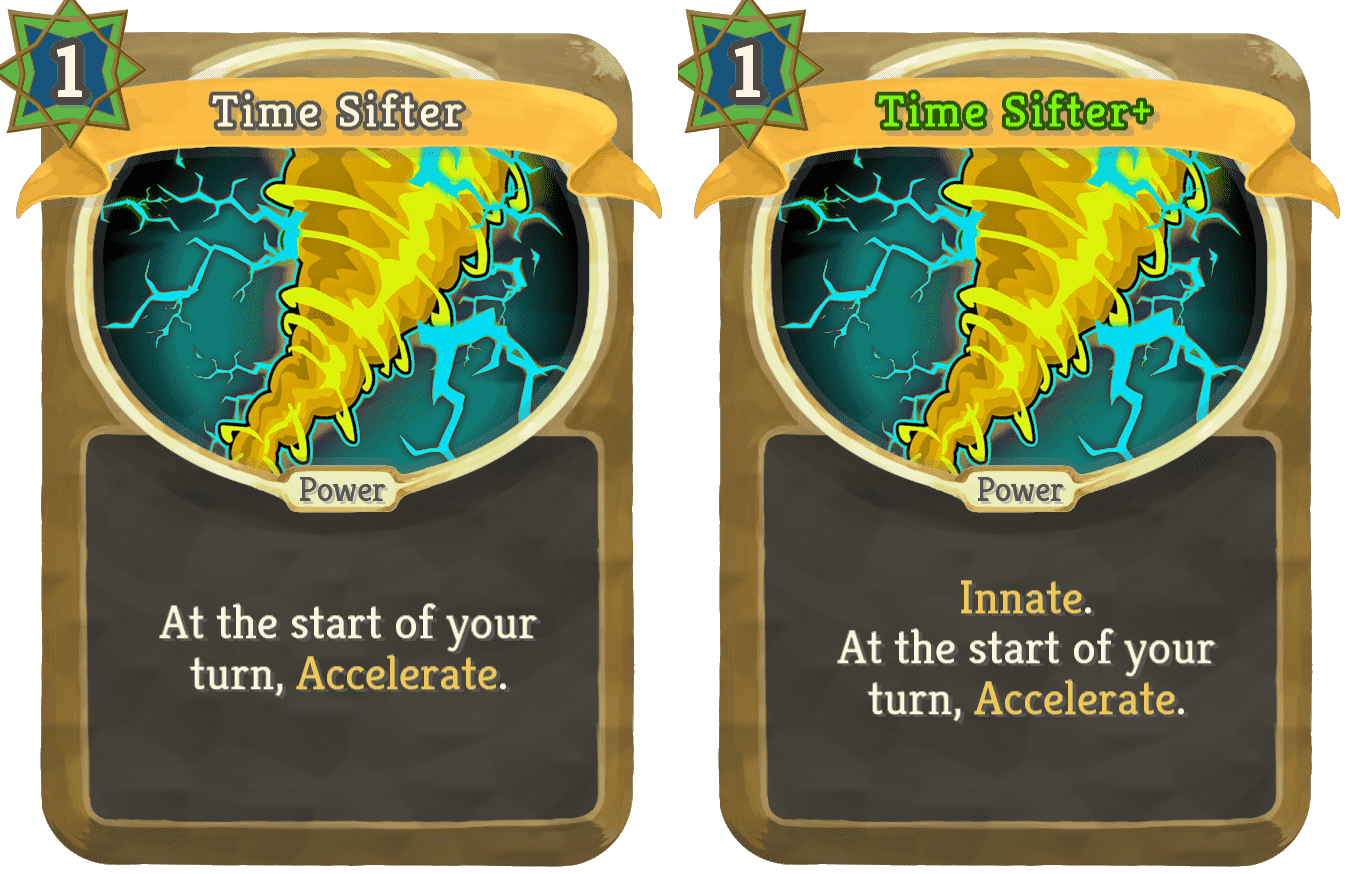 1
Time Sifter
Power
At the start of your
turn, Accelerate.
1
Time Sifter+
Power
Innate.
At the start of your
turn, Accelerate.